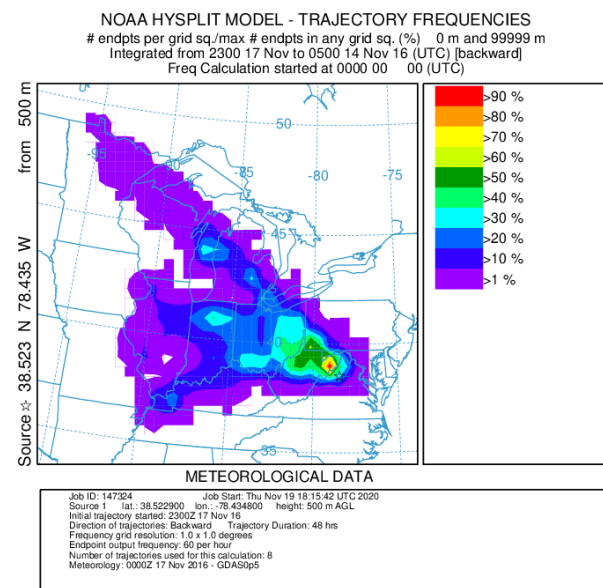 NOAA HYSPLIT MODEL - TRAJECTORY FREQUENCIES
# endpts per grid sq./max # endpts in any grid sq. (%)    0 m and 99999 m
Integrated from 2300 17 Nov to 0500 14 Nov 16 (UTC) [backward]
Freq Calculation started at 0000 00    00 (UTC)
Source ☆ 38.523 N 78.435 W    from 500 m
50
-95
-85
-80
-75
45
40
35
>90 %
>80 %
>70 %
>60 %
>50 %
>40 %
>30 %
>20 %
>10 %
>1 %
METEOROLOGICAL DATA
Job ID: 147324    Job Start: Thu Nov 19 18:15:42 UTC 2020
Source 1    lat.: 38.522900    lon.: -78.434800    height: 500 m AGL
Initial trajectory started: 2300Z 17 Nov 16
Direction of trajectories: Backward    Trajectory Duration: 48 hrs
Frequency grid resolution: 1.0 x 1.0 degrees
Endpoint output frequency: 60 per hour
Number of trajectories used for this calculation: 8
Meteorology: 0000Z 17 Nov 2016 - GDAS0p5